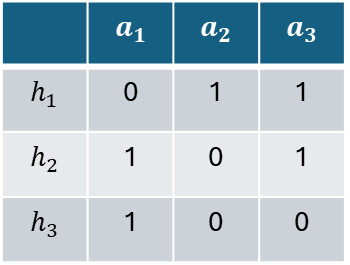 a₁ a₂ a₃
h₁ 0 1 1
h₂ 1 0 1
h₃ 1 0 0